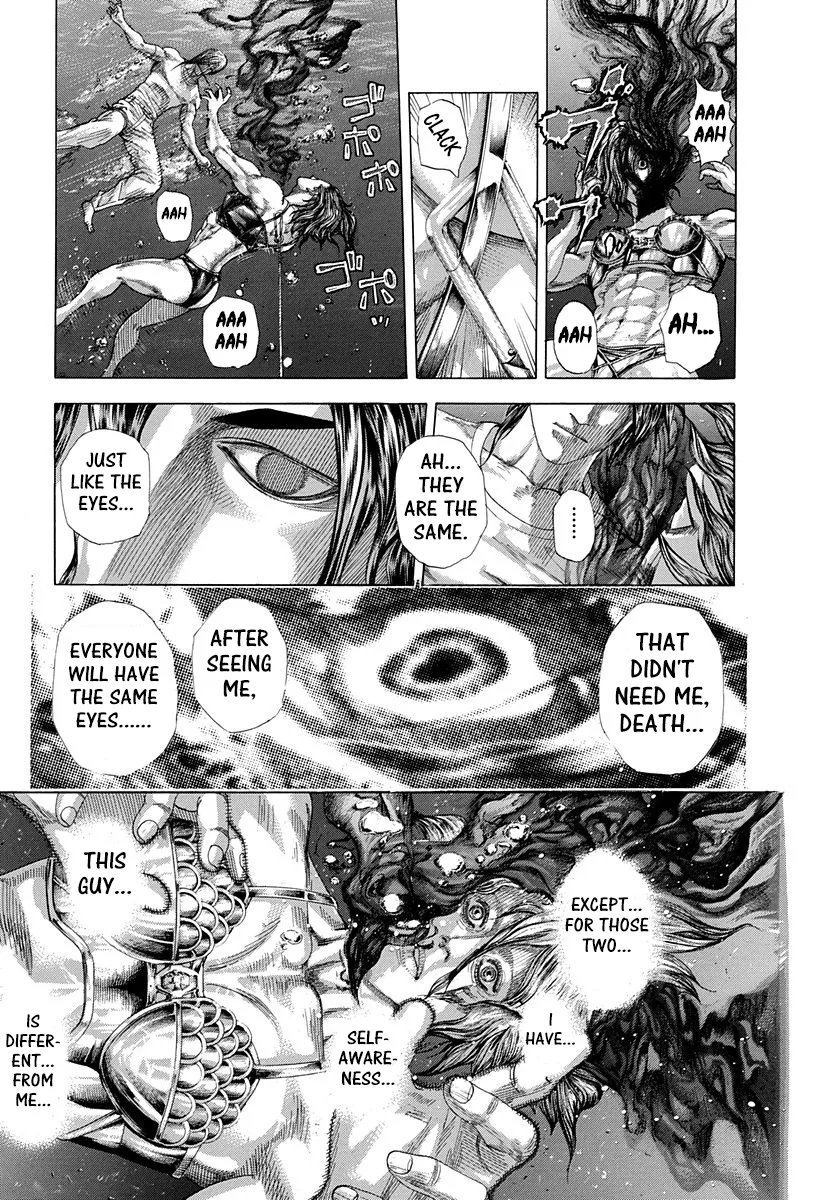 AAA
AAH
AH...
AAH
CLACK
ゴポポ
ゴポッ
AAH
AAA
AAH
......
AH...
THEY
ARE THE
SAME.
JUST
LIKE THE
EYES...
THAT
DIDN'T
NEED ME,
DEATH...
AFTER
SEEING
ME,
EVERYONE
WILL HAVE
THE SAME
EYES......
EXCEPT...
FOR THOSE
TWO...
I
HAVE...
SELF-
AWARE-
NESS...
THIS
GUY...
IS
DIFFER-
ENT...
FROM
ME...